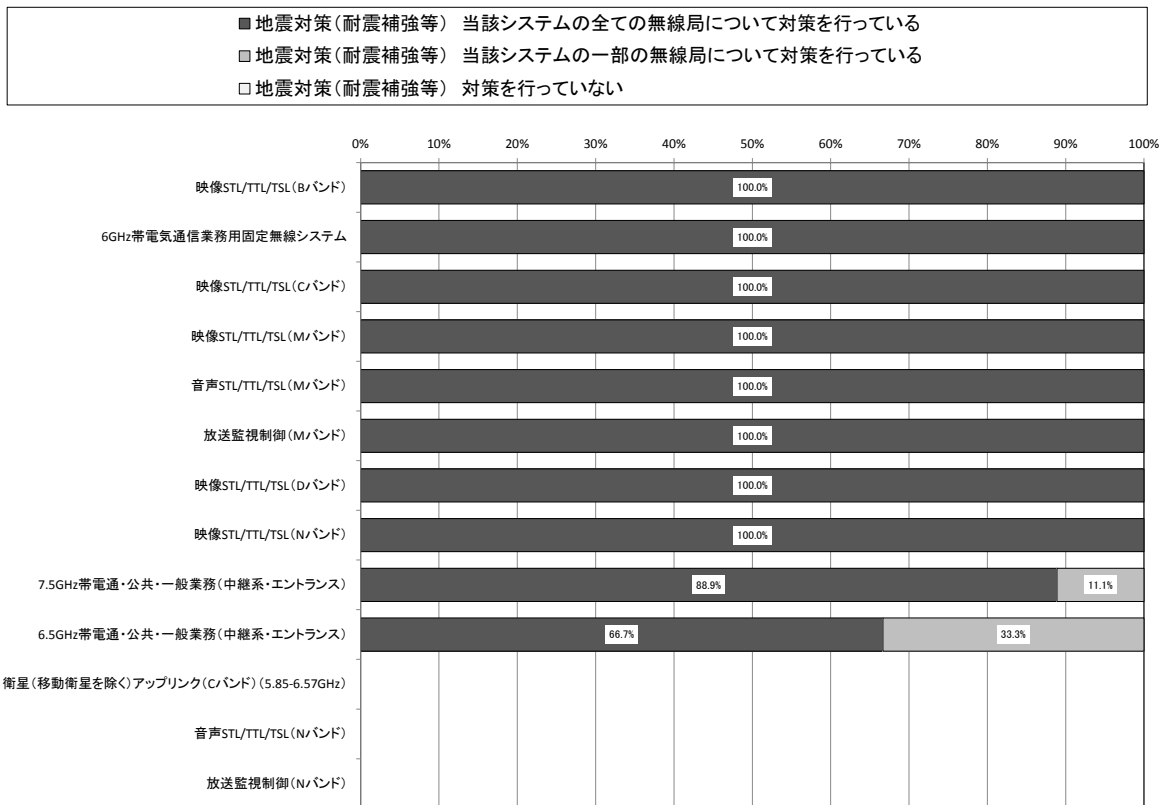 ■地震対策(耐震補強等) 当該システムの全ての無線局について対策を行っている
■地震対策(耐震補強等) 当該システムの一部の無線局について対策を行っている
□地震対策(耐震補強等) 対策を行っていない
0% 10% 20% 30% 40% 50% 60% 70% 80% 90% 100%
映像STL/TTL/TSL(Bバンド) 100.0%
6GHz帯電気通信業務用固定無線システム 100.0%
映像STL/TTL/TSL(Cバンド) 100.0%
映像STL/TTL/TSL(Mバンド) 100.0%
音声STL/TTL/TSL(Mバンド) 100.0%
放送監視制御(Mバンド) 100.0%
映像STL/TTL/TSL(Dバンド) 100.0%
映像STL/TTL/TSL(Nバンド) 100.0%
7.5GHz帯電通・公共・一般業務(中継系・エントランス) 88.9% 11.1%
6.5GHz帯電通・公共・一般業務(中継系・エントランス) 66.7% 33.3%
衛星(移動衛星を除く)アップリンク(Cバンド)(5.85-6.57GHz)
音声STL/TTL/TSL(Nバンド)
放送監視制御(Nバンド)